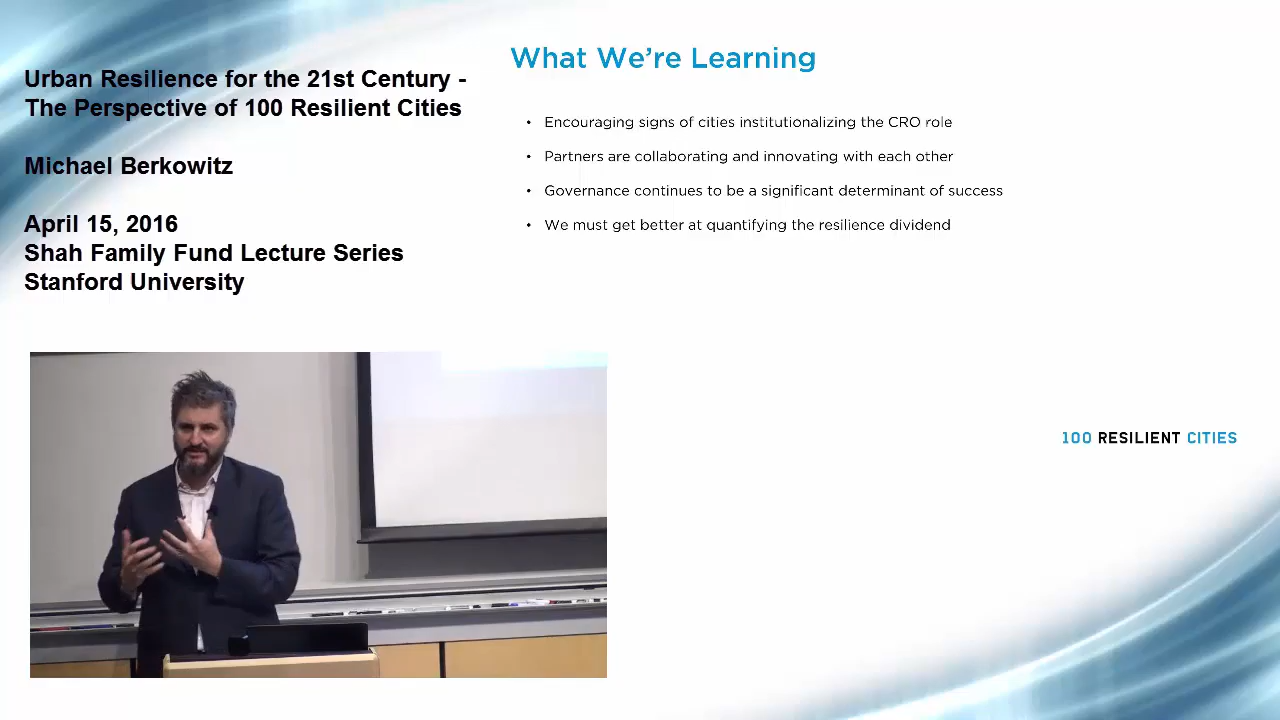 Urban Resilience for the 21st Century -
The Perspective of 100 Resilient Cities
Michael Berkowitz
April 15, 2016
Shah Family Fund Lecture Series
Stanford University
What We’re Learning
• Encouraging signs of cities institutionalizing the CRO role
• Partners are collaborating and innovating with each other
• Governance continues to be a significant determinant of success
• We must get better at quantifying the resilience dividend
100 RESILIENT CITIES